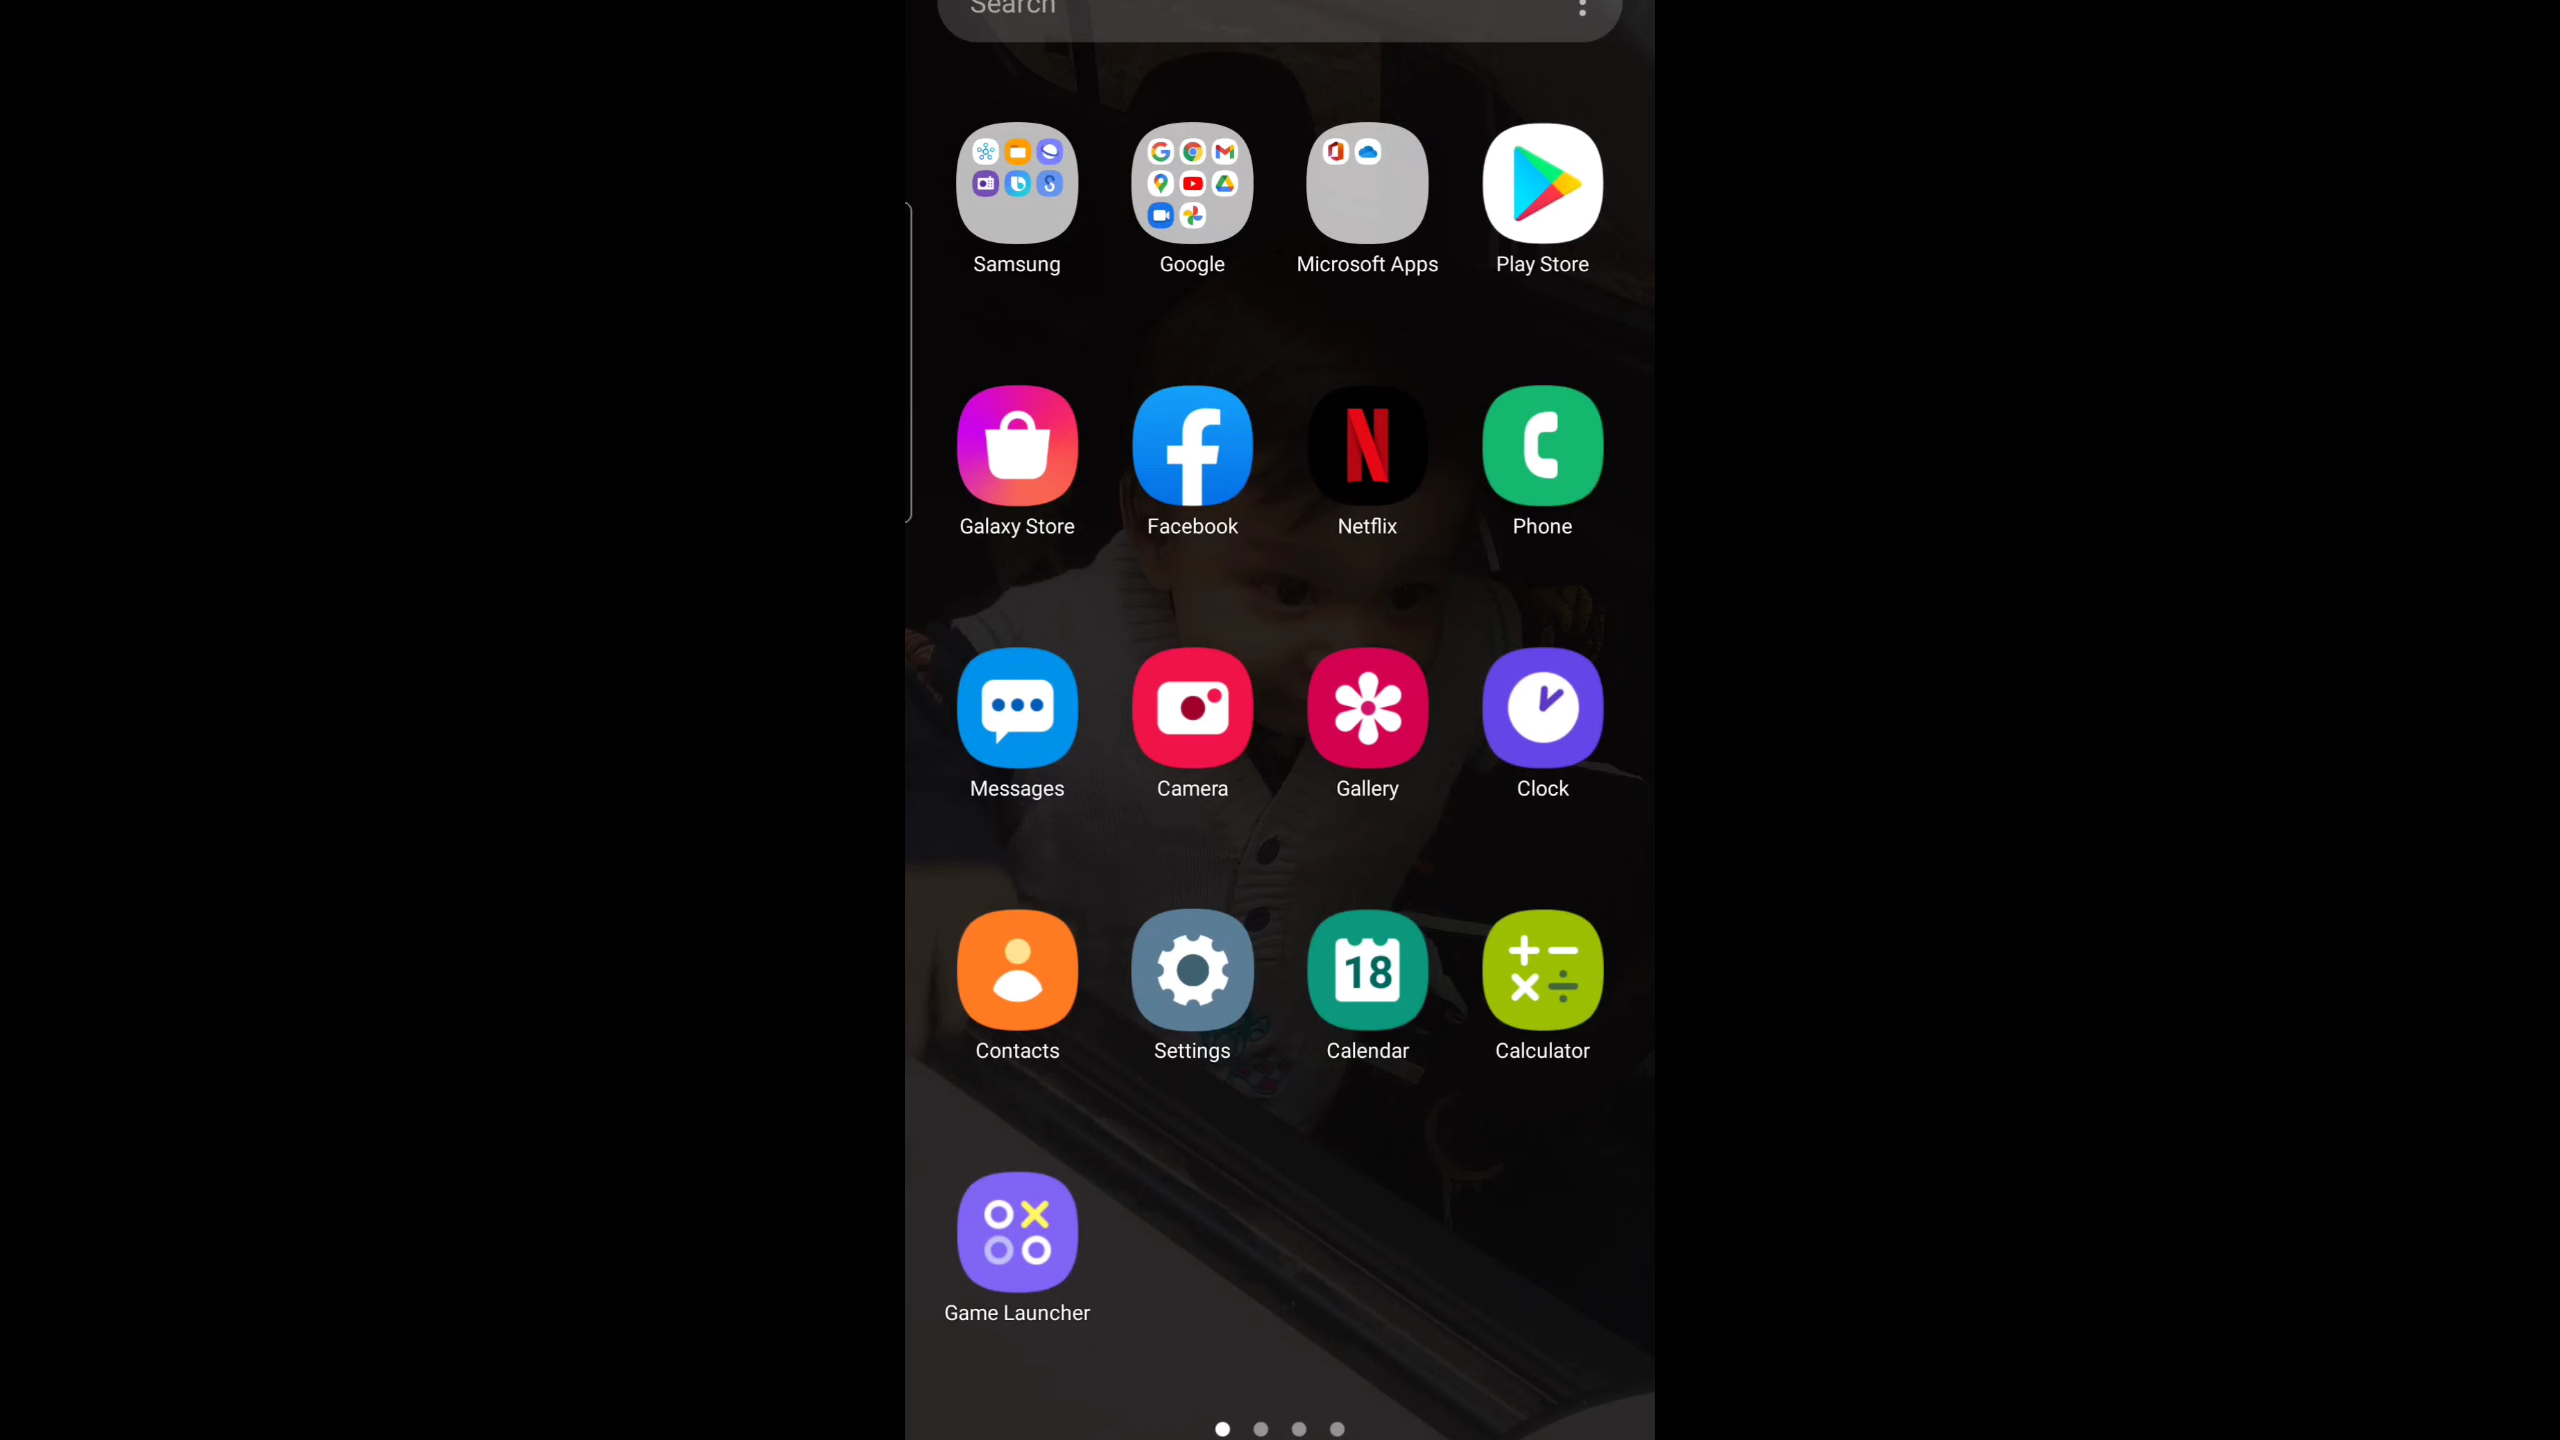 Search
Samsung
Google
Microsoft Apps
Play Store
Galaxy Store
Facebook
Netflix
Phone
Messages
Camera
Gallery
Clock
Contacts
Settings
18
Calendar
Calculator
Game Launcher